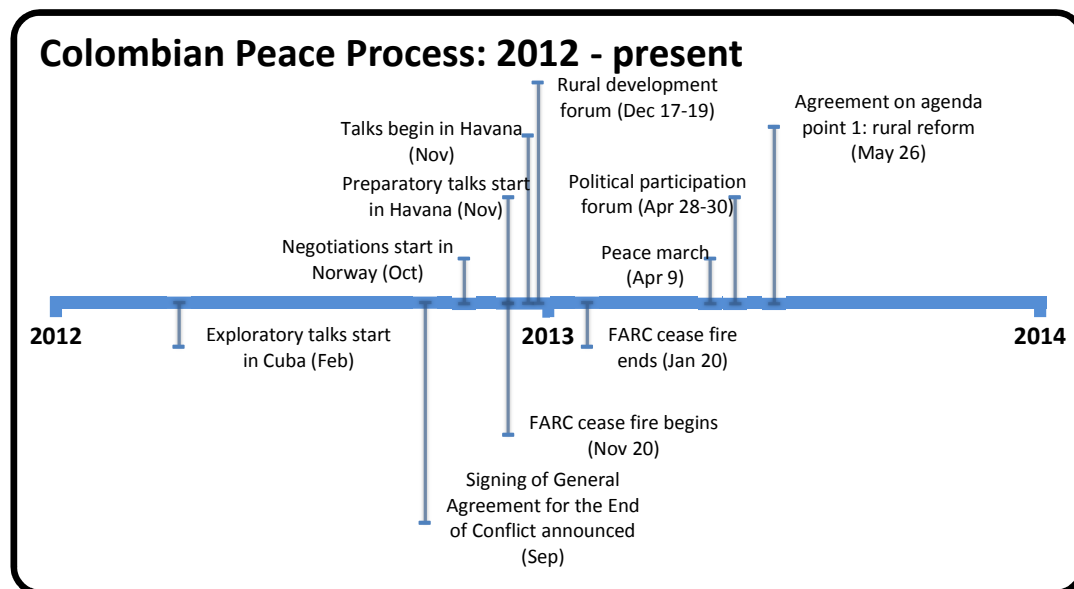 Colombian Peace Process: 2012 - present
Rural development
forum (Dec 17-19)
Agreement on agenda
point 1: rural reform
(May 26)
Talks begin in Havana
(Nov)
Preparatory talks start
in Havana (Nov)
Political participation
forum (Apr 28-30)
Negotiations start in
Norway (Oct)
Peace march
(Apr 9)
2012
2013
2014
Exploratory talks start
in Cuba (Feb)
FARC cease fire
ends (Jan 20)
FARC cease fire begins
(Nov 20)
Signing of General
Agreement for the End
of Conflict announced
(Sep)